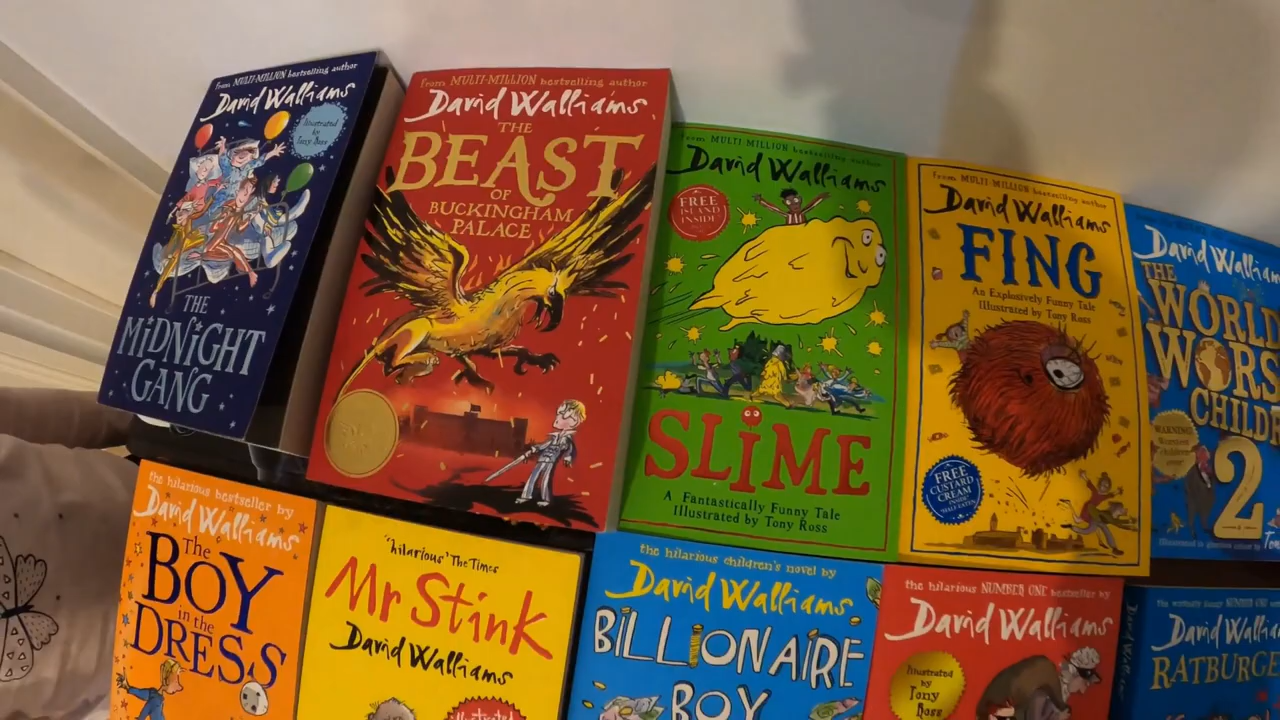 From MULTI-MILLION bestselling author
David Walliams
Illustrated
by
Tony Ross
THE
MIDNIGHT
GANG
From MULTI-MILLION bestselling author
David Walliams
THE
BEAST
OF
BUCKINGHAM
PALACE
From MULTI MILLION bestselling author
David Walliams
FREE
ISLAND
INSIDE
SLIME
A Fantastically Funny Tale
Illustrated by Tony Ross
From MULTI-MILLION bestselling author
David Walliams
FING
An Explosively Funny Tale
Illustrated by Tony Ross
FREE
CUSTARD
CREAM
INSIDE
David Walliam
THE
WORLD
WORS
CHILDR
2
the hilarious bestseller by
David Walliams
The
BOY
in the
DRESS
'hilarious' The Times
Mr Stink
David Walliams
Illustrated
the hilarious children's novel by
David Walliams
BILLIONAIRE
BOY
the hilarious NUMBER ONE bestseller by
David Walliams
Illustrated
by
Tony
Ross
David Wallia
RATBURGE